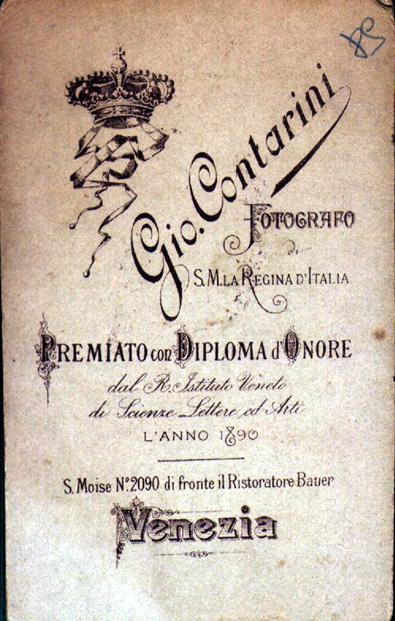 Gio. Contarini
Fotografo
di
S.M. la Regina d'Italia
Premiato con Diploma d'Onore
dal R. Istituto Veneto
di Scienze Lettere ed Arti
L'ANNO 1890
S. Moise Nº 2090 di fronte il Ristoratore Bauer
Venezia